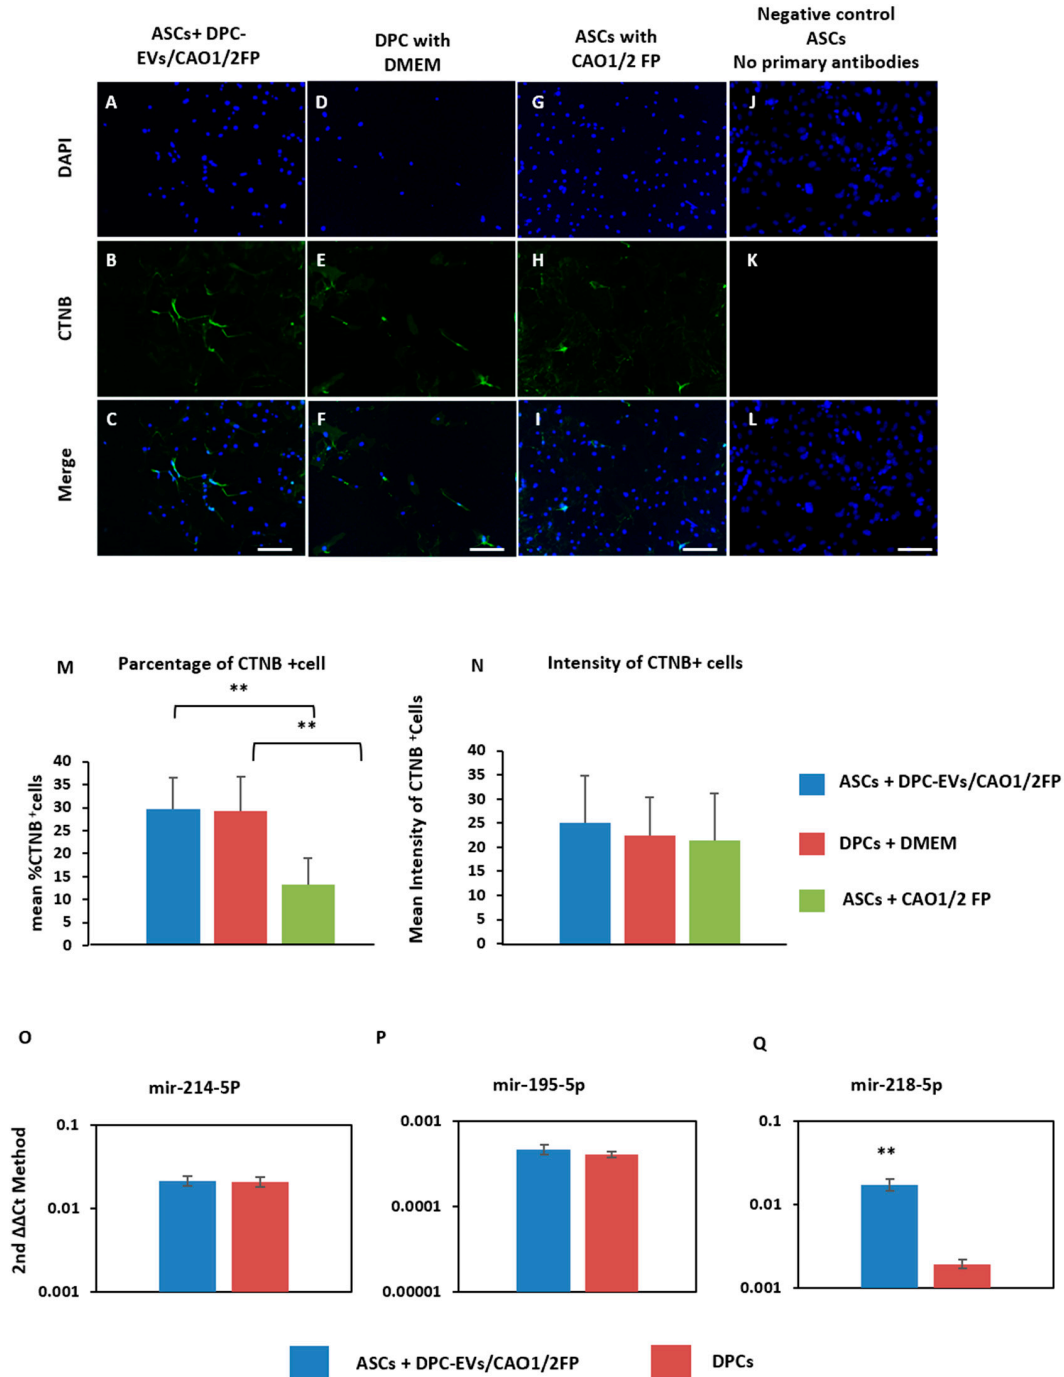 ASCs+ DPC-
EVs/CAO1/2FP
DPC with
DMEM
ASCs with
CAO1/2 FP
Negative control
ASCs
No primary antibodies
DAPI
A
D
G
J
CTNB
B
E
H
K
Merge
C
F
I
L
M
Parcentage of CTNB +cell
**
**
mean %CTNB +cells
40
35
30
25
20
15
10
5
0
N
Intensity of CTNB+ cells
Mean Intensity of CTNB +Cells
40
35
30
25
20
15
10
5
0
ASCs + DPC-EVs/CAO1/2FP
DPCs + DMEM
ASCs + CAO1/2 FP
O
mir-214-5P
2nd ΔΔCt Method
0.1
0.01
0.001
P
mir-195-5p
0.001
0.0001
0.00001
Q
mir-218-5p
0.1
0.01
0.001
**
ASCs + DPC-EVs/CAO1/2FP
DPCs